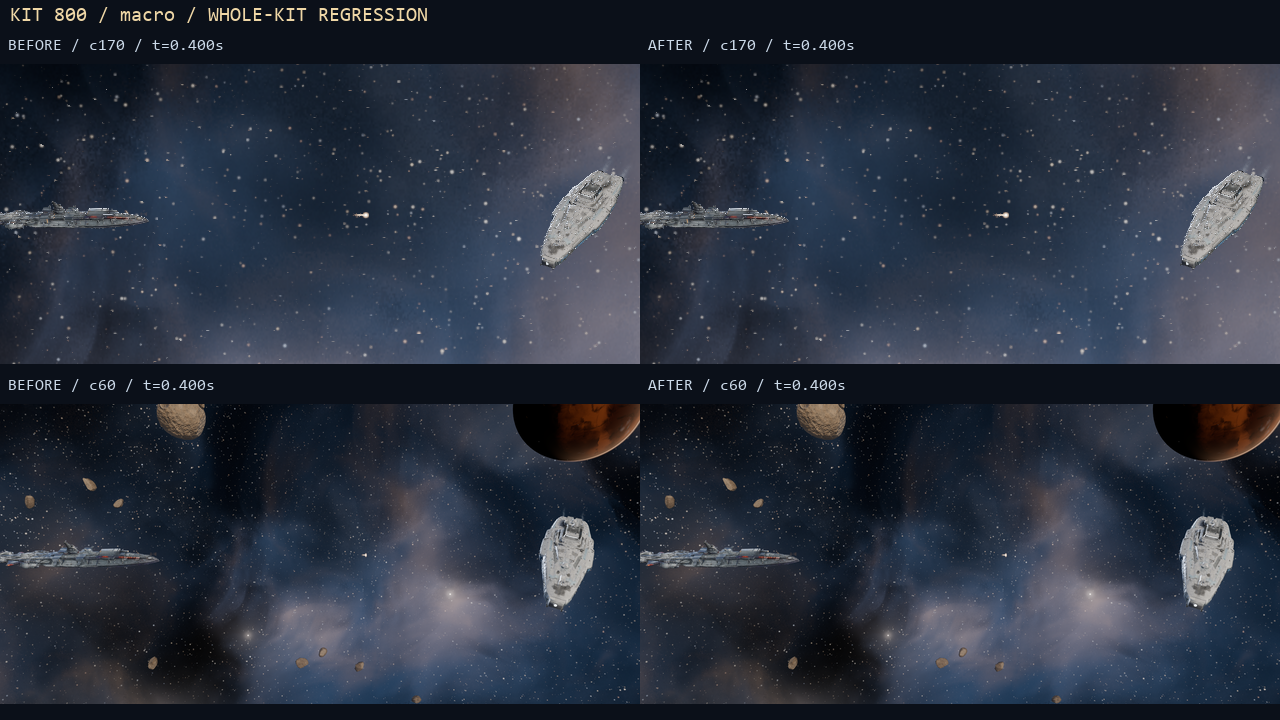 KIT 800 / macro / WHOLE-KIT REGRESSION
BEFORE / c170 / t=0.400s
AFTER / c170 / t=0.400s
BEFORE / c60 / t=0.400s
AFTER / c60 / t=0.400s